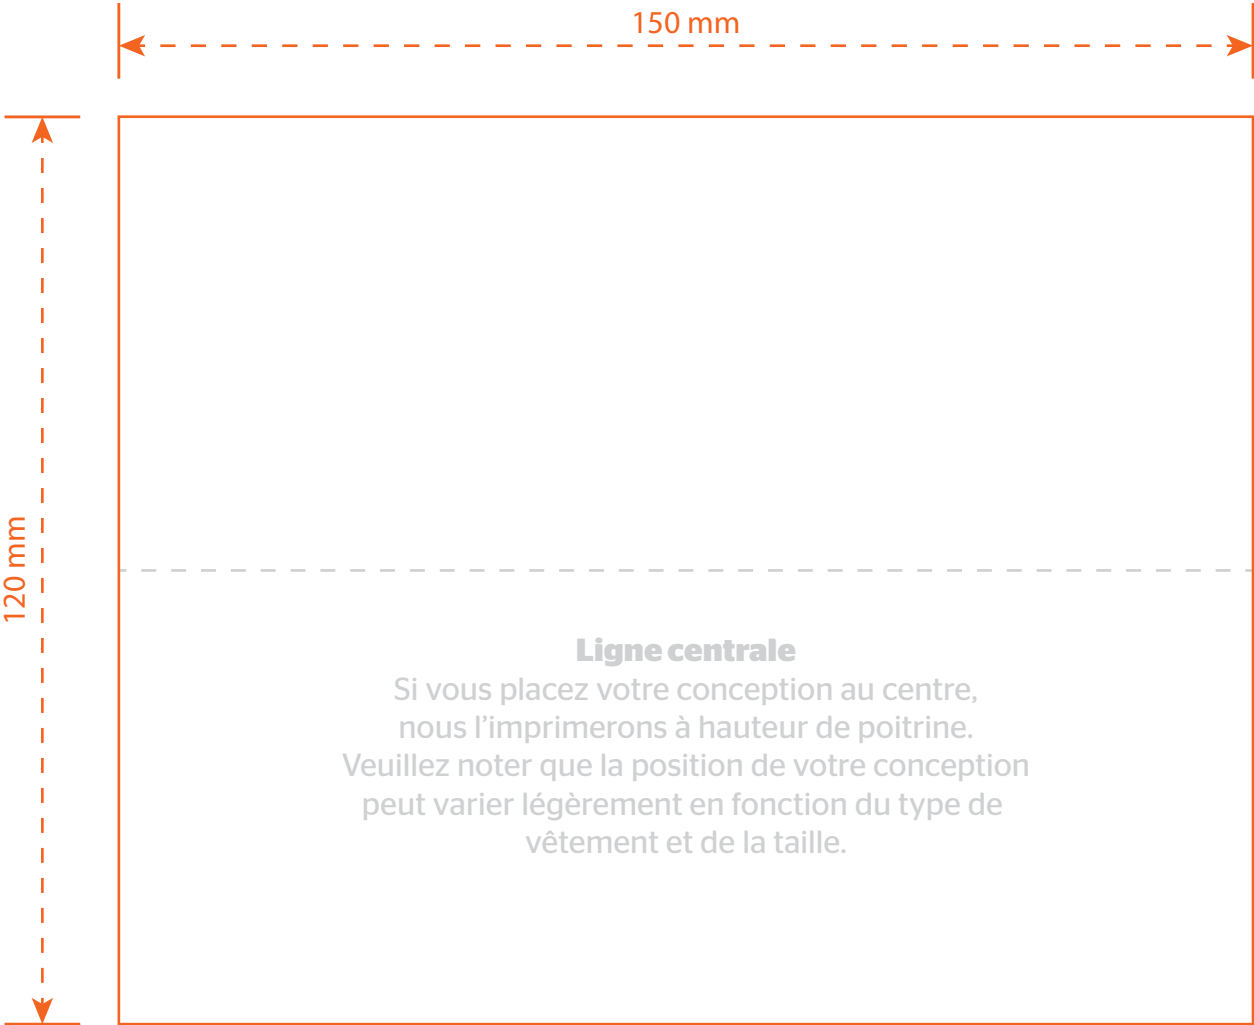 150 mm
120 mm
Ligne centrale
Si vous placez votre conception au centre,
nous l’imprimerons à hauteur de poitrine.
Veuillez noter que la position de votre conception
peut varier légèrement en fonction du type de
vêtement et de la taille.